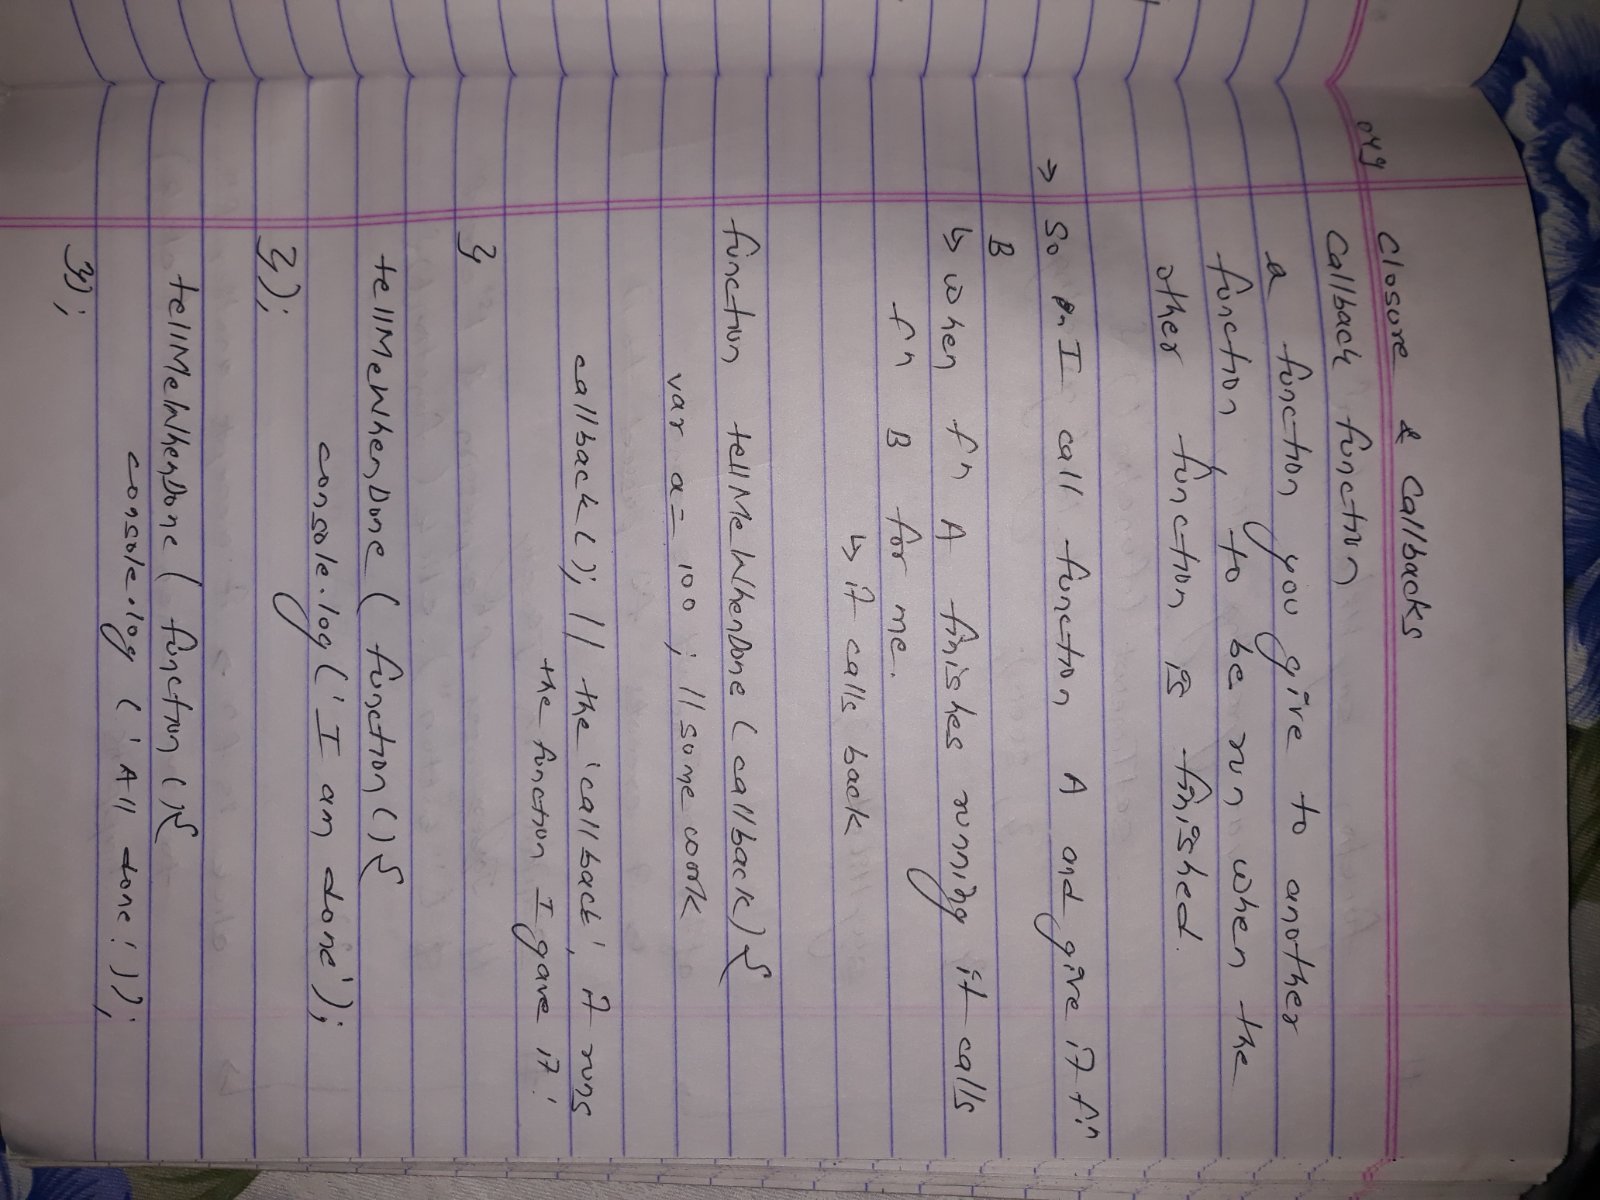 Closure & Callbacks
049
Callback function
a function you give to another
function, to be run when the
other function is finished.
→ So I call function A and give it fn
B
↳ when fn A finishes running it calls
fn B for me.
↳ it calls back
function tellMeWhenDone (callback){
var a = 100 ; // some work
callback(); // the 'callback', it runs
the function I gave it!
}
tellMeWhenDone ( function () {
console.log (' I am done');
});
tellMeWhenDone ( function () {
console.log (' All done!'));
});